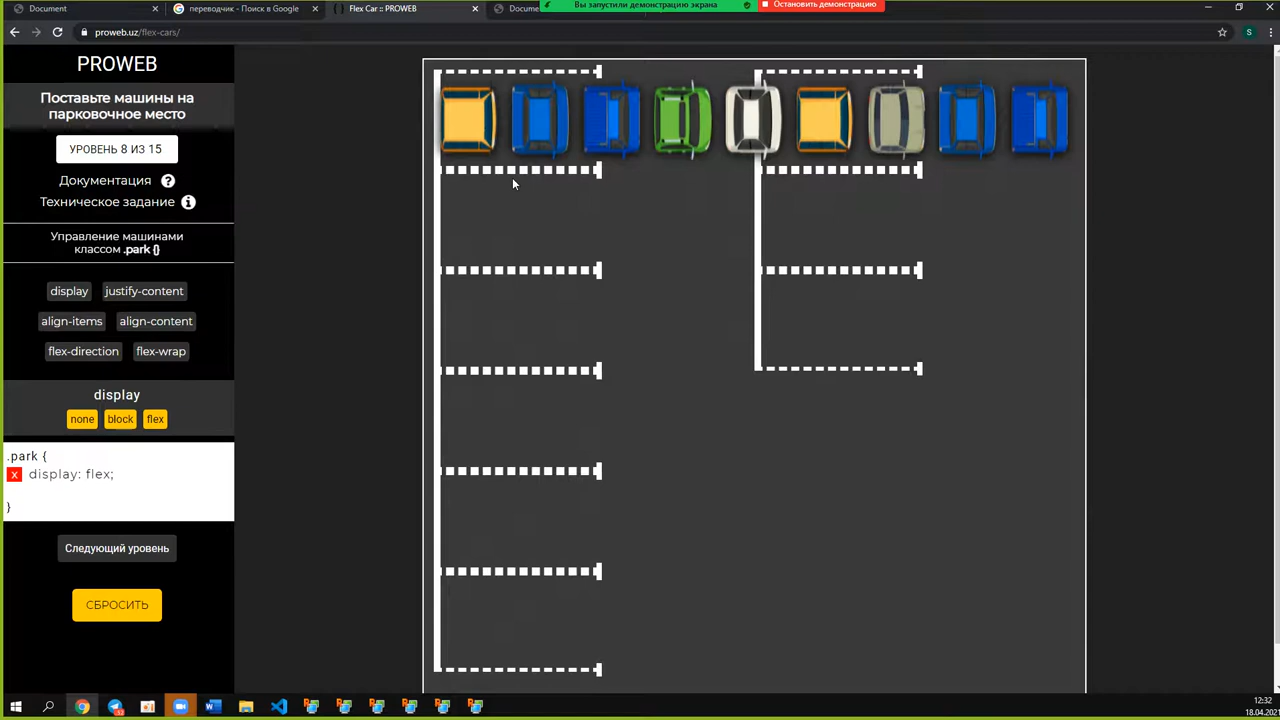 Document
переводчик - Поиск в Google
Flex Car :: PROWEB
Docume
Вы запустили демонстрацию экрана
Остановить демонстрацию
proweb.uz/flex-cars/
S
PROWEB
Поставьте машины на
парковочное место
УРОВЕНЬ 8 ИЗ 15
Документация ?
Техническое задание i
Управление машинами
классом .park {}
display
justify-content
align-items
align-content
flex-direction
flex-wrap
display
none
block
flex
.park {
x display: flex;
}
Следующий уровень
СБРОСИТЬ
12:32
18.04.202